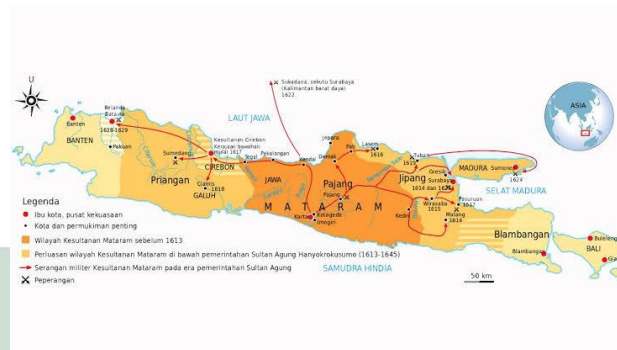 U
Sukadana, sekutu Surabaya
(Kalimantan barat daya)
1622
ASIA
LAUT JAWA
Belanda
Batavia
1628-1629
Banten
BANTEN
Pakuan
Kesultanan Cirebon
Kerajaan bawahan
mulai 1617
Sumedang
CIREBON
Priangan
Ciamis
1618
GALUH
Tegal
Pekalongan
Kendal
JAWA
Jepara
Demak
Pati
Lasem
1616
Tuban
1619
Pajang
Pajang
Jipang
1614 dan 1625
Gresik
Surabaya
MADURA
Sumenep
1624
SELAT MADURA
M A T A R A M
Karta
Kotagede
Imogiri
Kediri
Wirasaba
1615
Pasuruan
1617
Malang
1614
Blambangan
Blambangan
BALI
Buleleng
SAMUDRA HINDIA
50 km
Legenda
Ibu kota, pusat kekuasaan
Kota dan permukiman penting
Wilayah Kesultanan Mataram sebelum 1613
Perluasan wilayah Kesultanan Mataram di bawah pemerintahan Sultan Agung Hanyokrokusumo (1613-1645)
Serangan militer Kesultanan Mataram pada era pemerintahan Sultan Agung
Peperangan